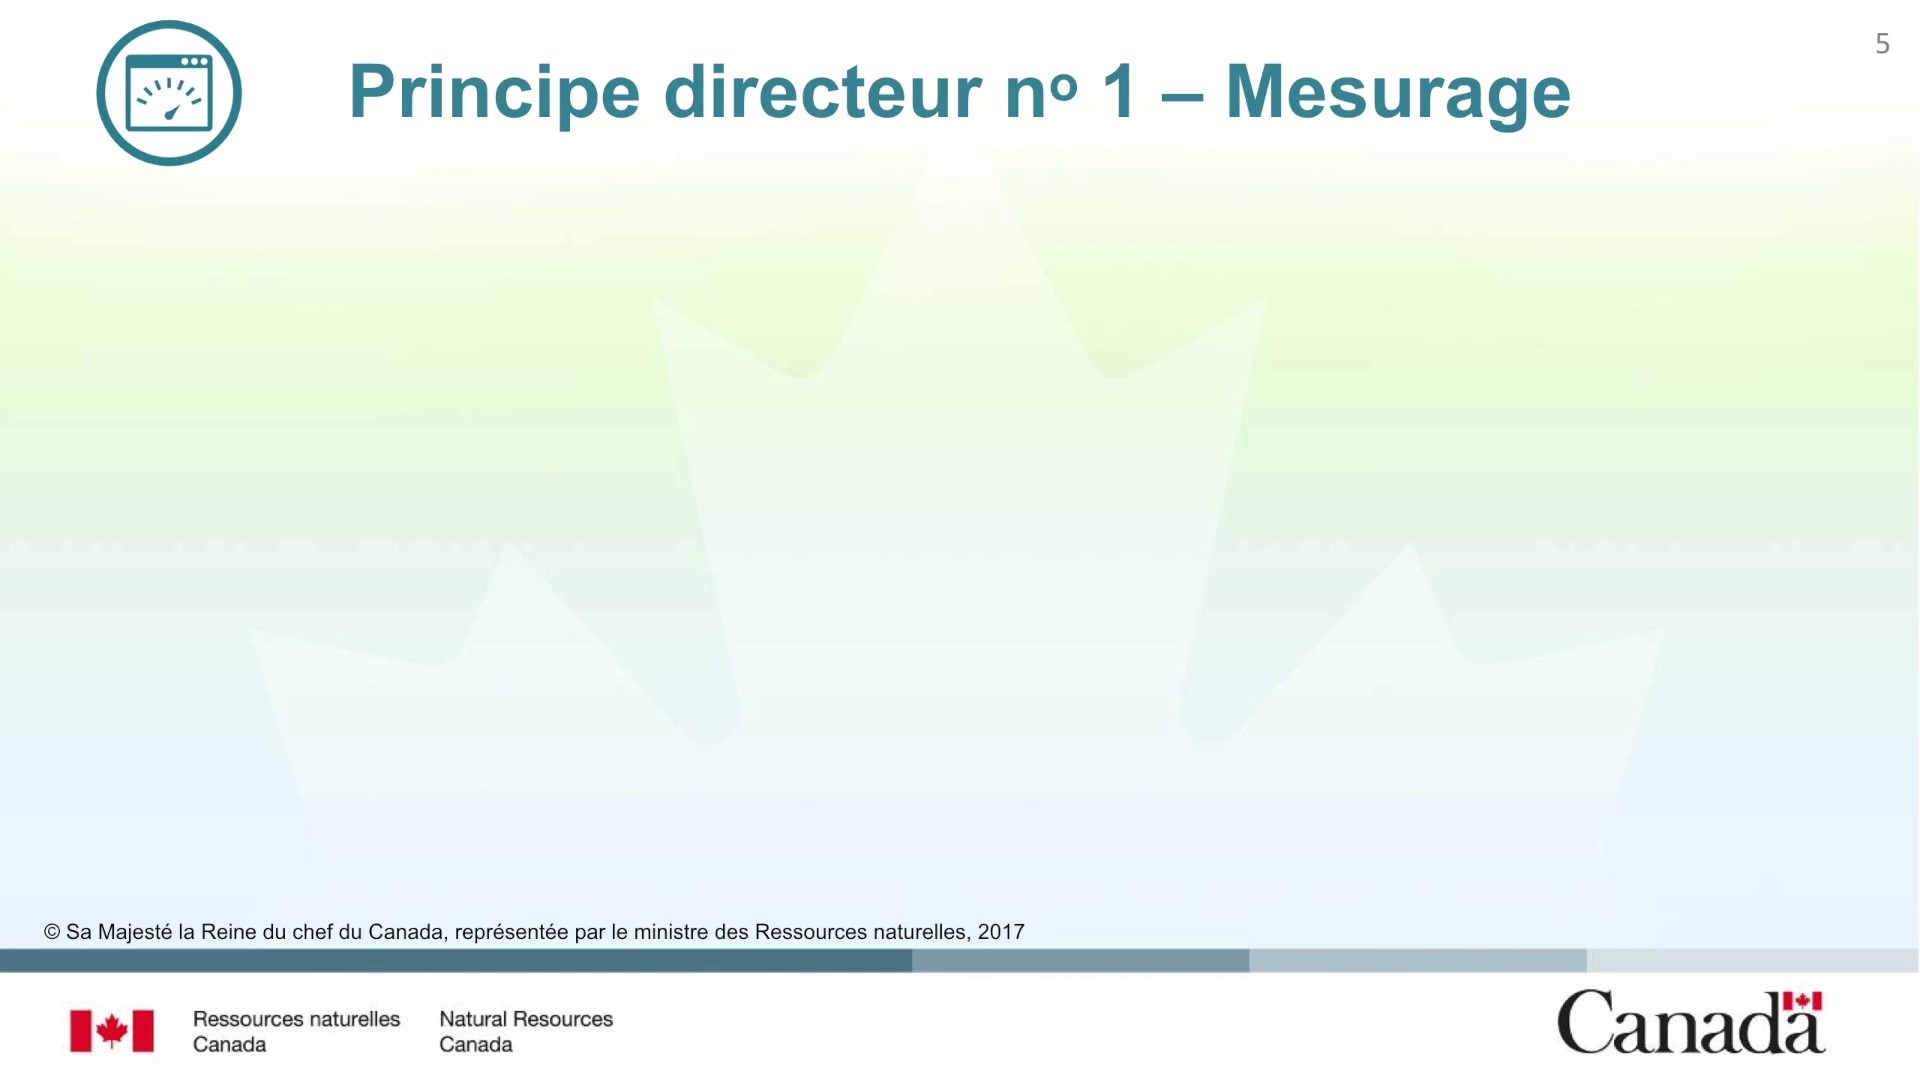 5
Principe directeur nº 1 – Mesurage
© Sa Majesté la Reine du chef du Canada, représentée par le ministre des Ressources naturelles, 2017
Ressources naturelles
Canada
Natural Resources
Canada
Canada